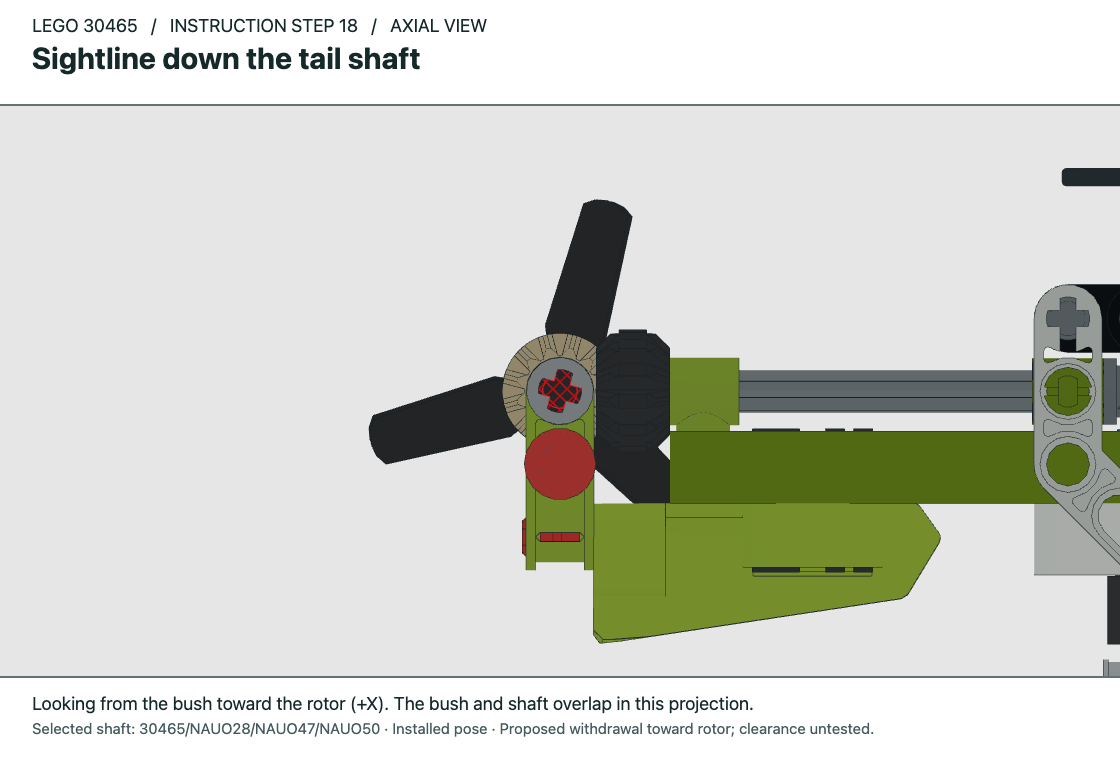 LEGO 30465 / INSTRUCTION STEP 18 / AXIAL VIEW
Sightline down the tail shaft
Looking from the bush toward the rotor (+X). The bush and shaft overlap in this projection.
Selected shaft: 30465/NAUO28/NAUO47/NAUO50 · Installed pose · Proposed withdrawal toward rotor; clearance untested.